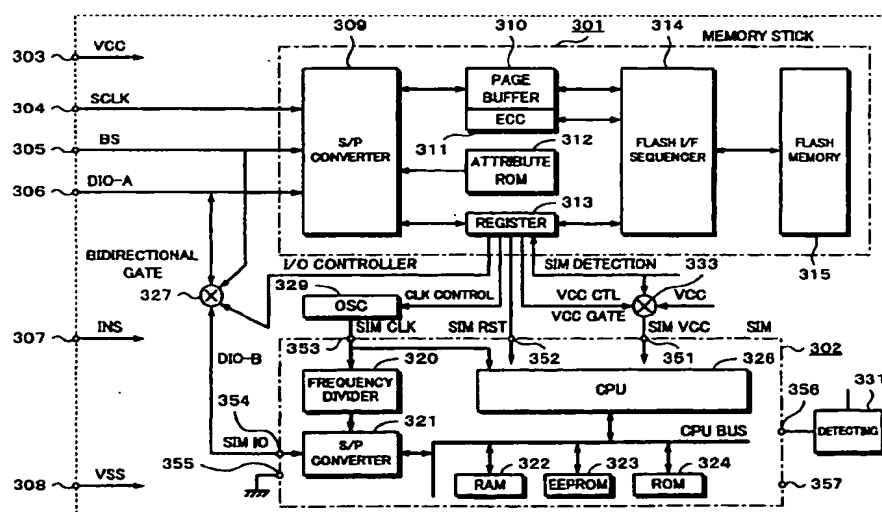 309
310
301
314
MEMORY STICK
303
VCC
304
SCLK
305
BS
306
DIO-A
S/P
CONVERTER
PAGE
BUFFER
ECC
311
312
ATTRIBUTE
ROM
313
REGISTER
FLASH I/F
SEQUENCER
FLASH
MEMORY
315
BIDIRECTIONAL
GATE
327
I/O CONTROLLER
329
OSC
CLK CONTROL
SIM DETECTION
333
VCC CTL
VCC GATE
VCC
307
INS
DIO-B
353
SIM CLK
SIM RST
352
SIM VCC
351
SIM
302
320
FREQUENCY
DIVIDER
326
CPU
331
356
DETECTING
354
SIM IO
355
321
S/P
CONVERTER
CPU BUS
308
VSS
322
RAM
323
EEPROM
324
ROM
357